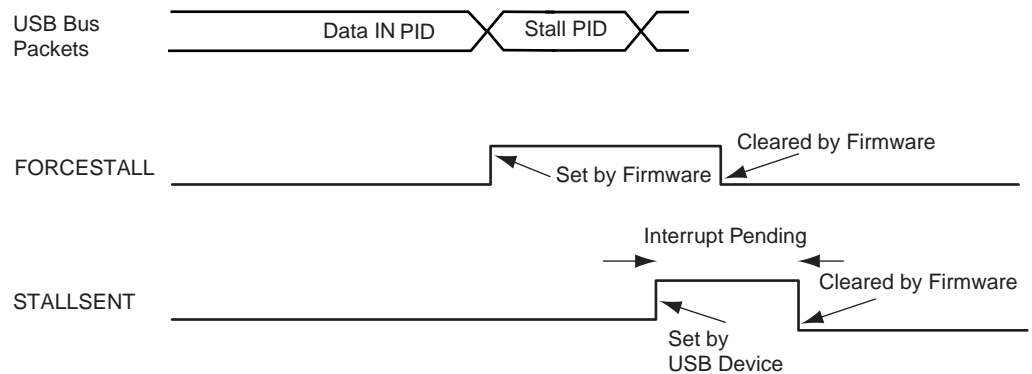 USB Bus
Packets
Data IN PID
Stall PID
FORCESTALL
Set by Firmware
Cleared by Firmware
Interrupt Pending
STALLSENT
Cleared by Firmware
Set by
USB Device